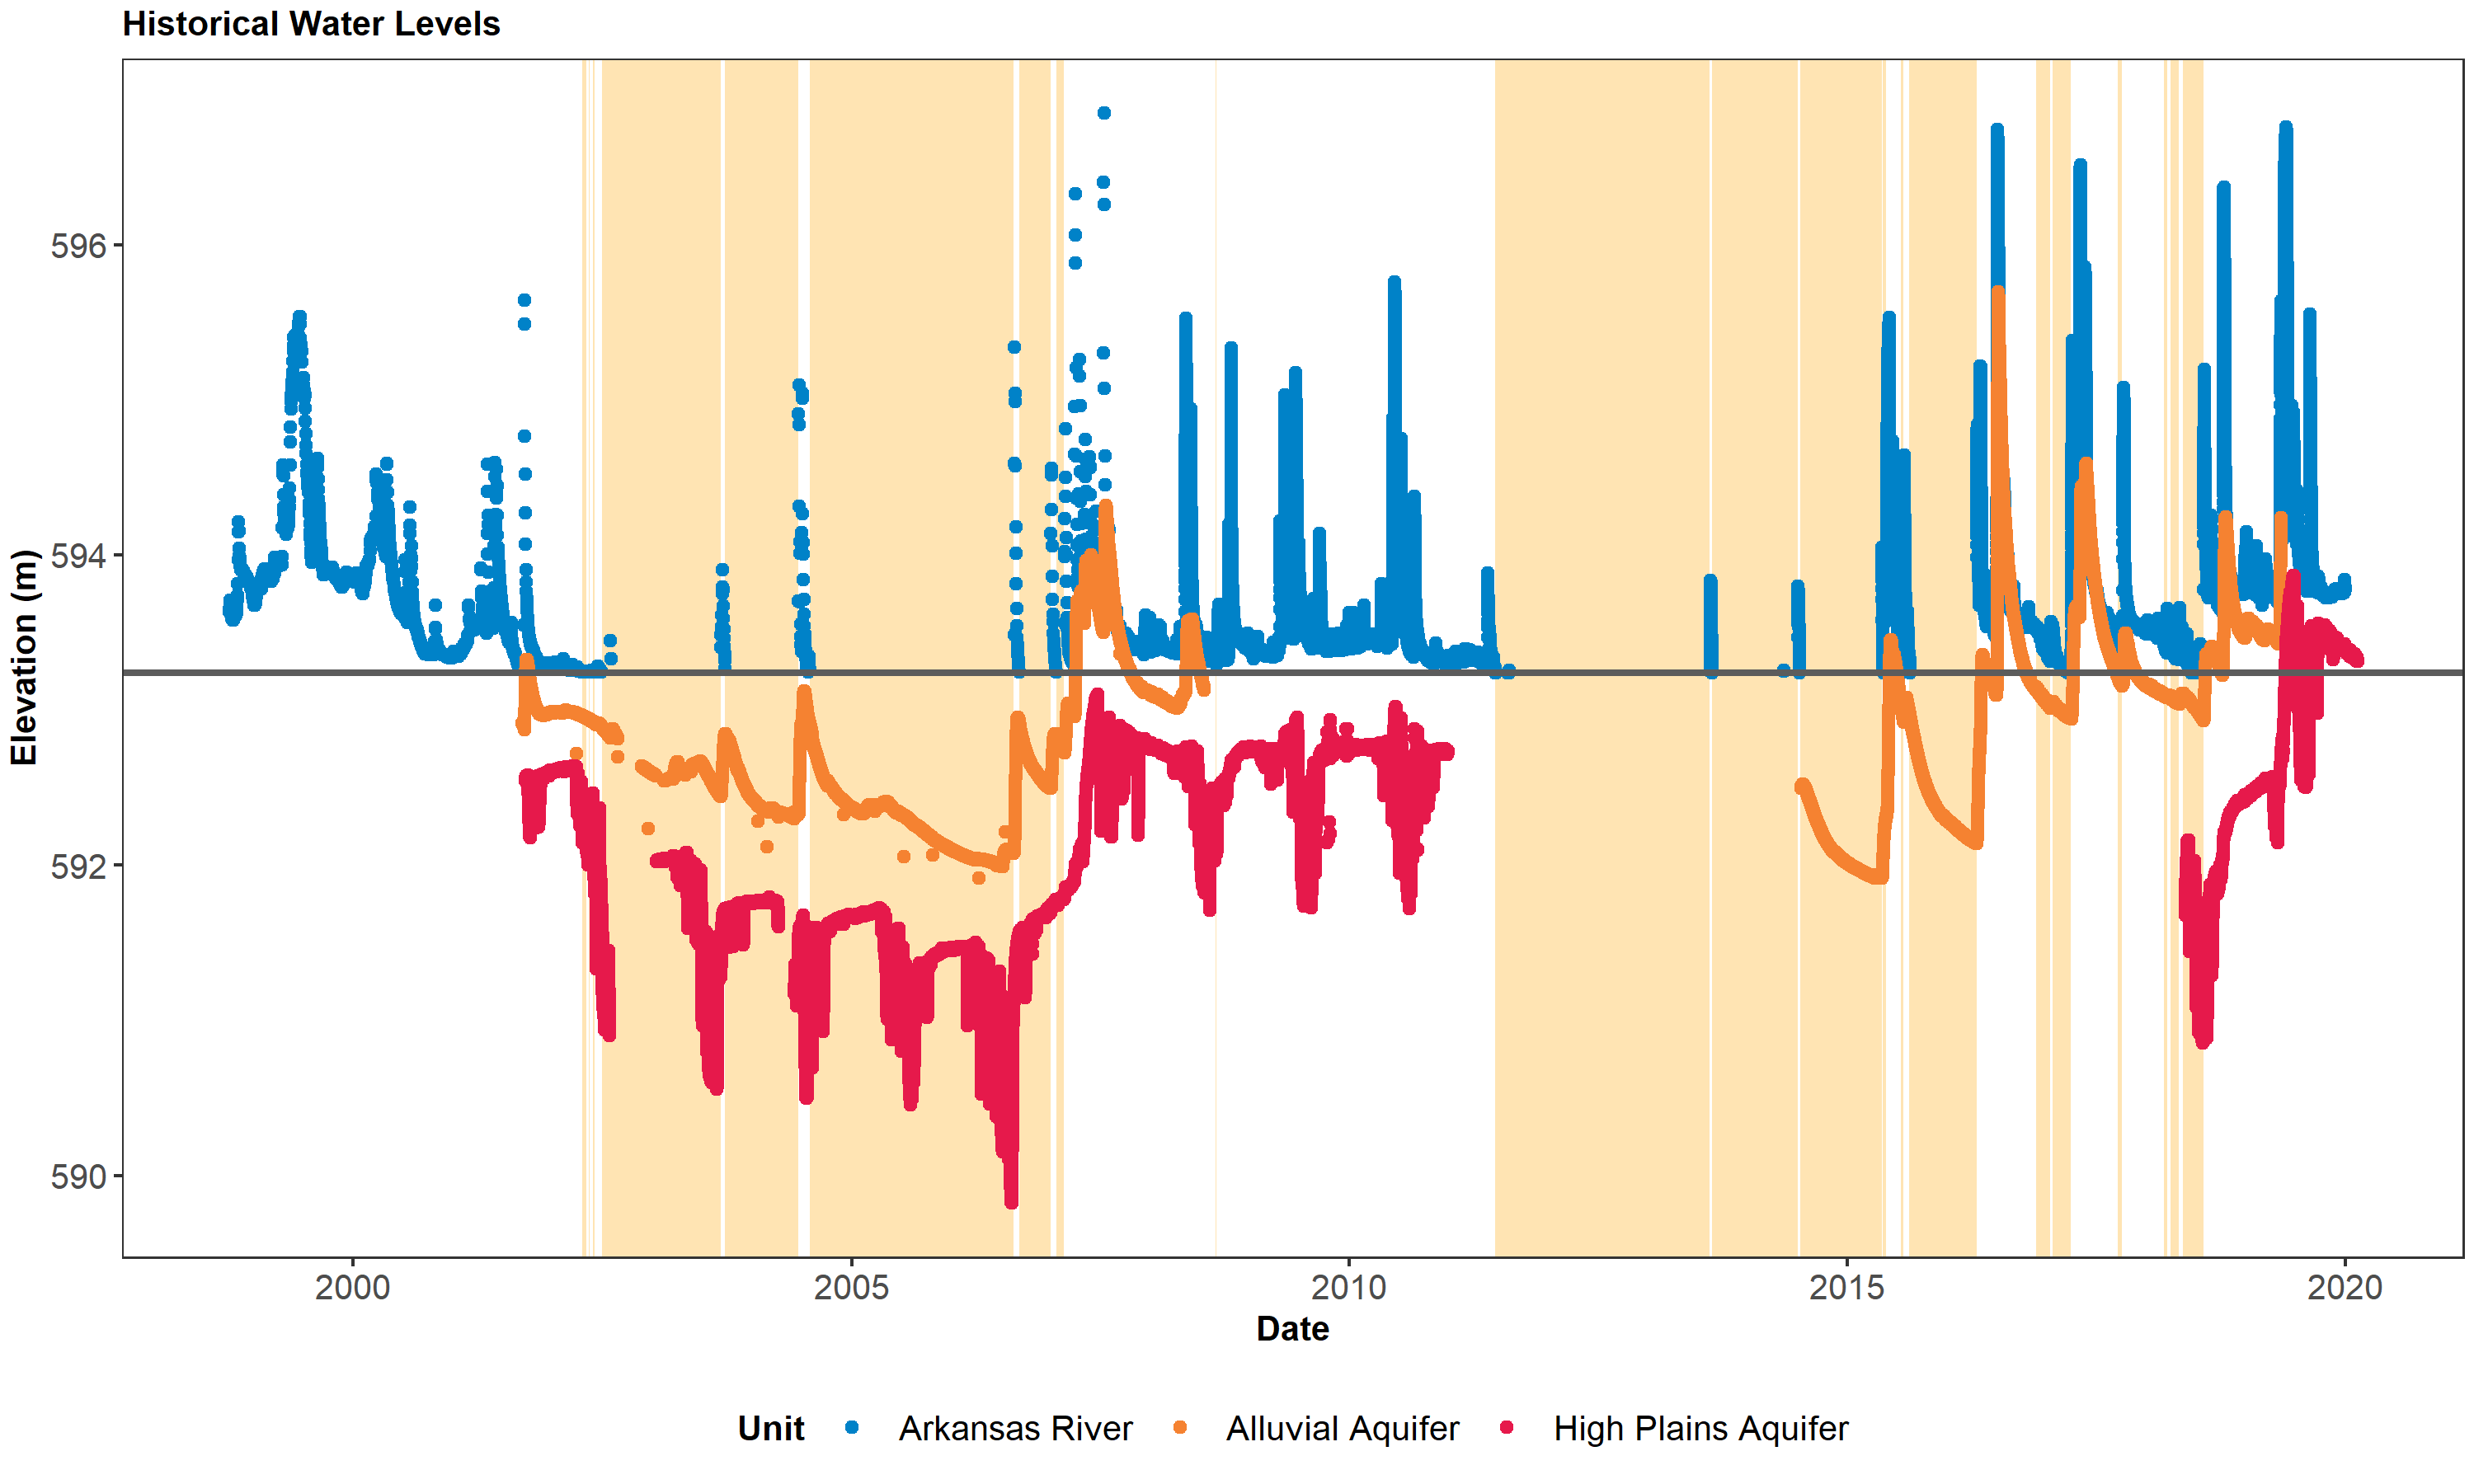 Historical Water Levels
Elevation (m)
596
594
592
590
2000 2005 2010 2015 2020
Date
Unit Arkansas River Alluvial Aquifer High Plains Aquifer